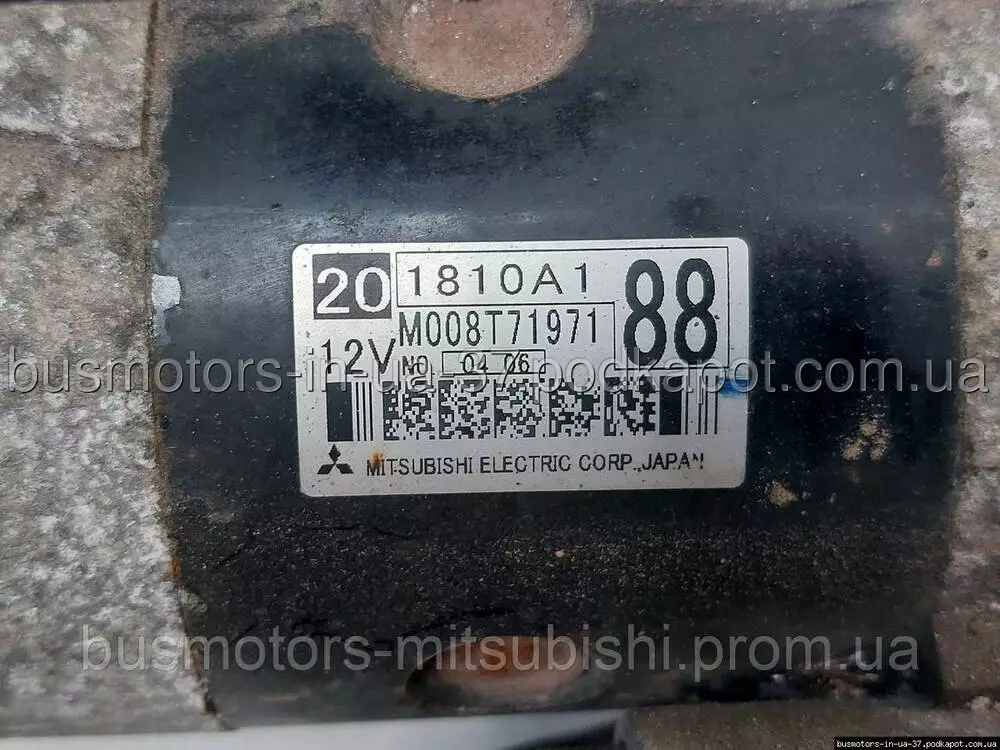 20 1810A1 88
M008T71971
12V NO 04 06
busmotors-in-ua-37.podkapot.com.ua
MITSUBISHI ELECTRIC CORP., JAPAN
busmotors-mitsubishi.prom.ua
busmotors-in-ua-37.podkapot.com.ua